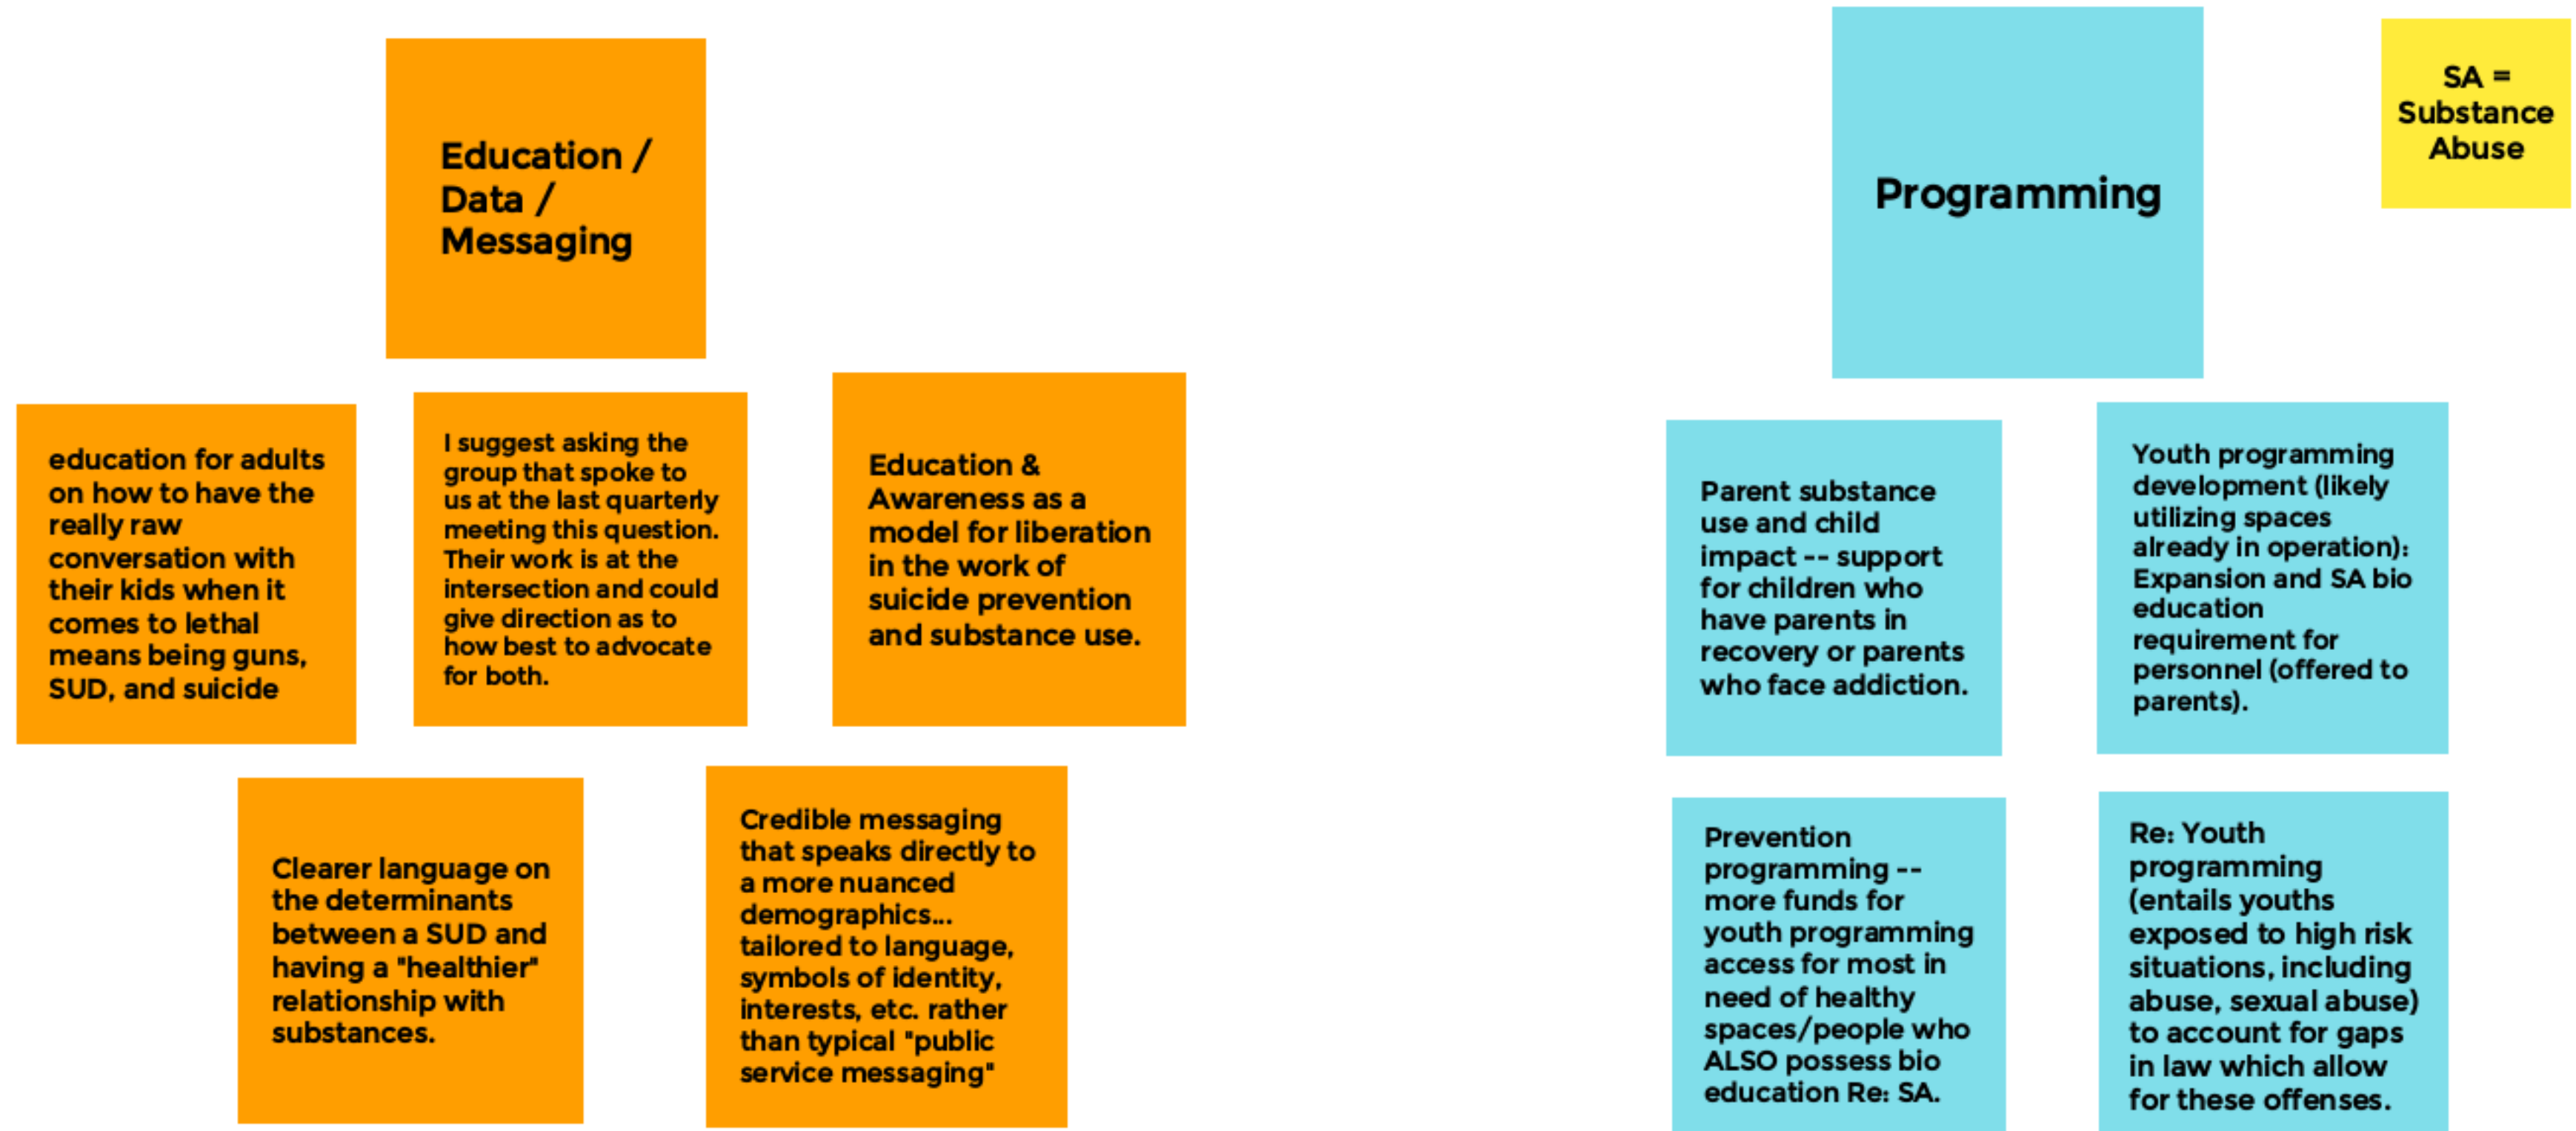 Education /
Data /
Messaging
education for adults
on how to have the
really raw
conversation with
their kids when it
comes to lethal
means being guns,
SUD, and suicide
I suggest asking the
group that spoke to
us at the last quarterly
meeting this question.
Their work is at the
intersection and could
give direction as to
how best to advocate
for both.
Education &
Awareness as a
model for liberation
in the work of
suicide prevention
and substance use.
Clearer language on
the determinants
between a SUD and
having a "healthier"
relationship with
substances.
Credible messaging
that speaks directly to
a more nuanced
demographics...
tailored to language,
symbols of identity,
interests, etc. rather
than typical "public
service messaging"
Programming
SA =
Substance
Abuse
Parent substance
use and child
impact -- support
for children who
have parents in
recovery or parents
who face addiction.
Youth programming
development (likely
utilizing spaces
already in operation):
Expansion and SA bio
education
requirement for
personnel (offered to
parents).
Prevention
programming --
more funds for
youth programming
access for most in
need of healthy
spaces/people who
ALSO possess bio
education Re: SA.
Re: Youth
programming
(entails youths
exposed to high risk
situations, including
abuse, sexual abuse)
to account for gaps
in law which allow
for these offenses.